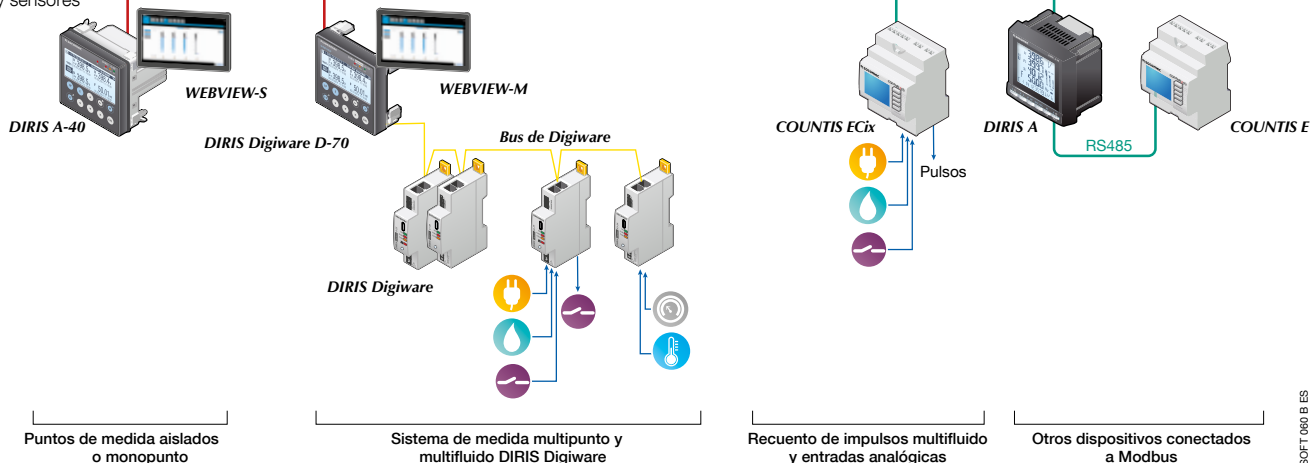 y sensores
WEBVIEW-S
WEBVIEW-M
DIRIS A-40
DIRIS Digiware D-70
Bus de Digiware
COUNTIS ECix
DIRIS A
COUNTIS E
RS485
Pulsos
DIRIS Digiware
Puntos de medida aislados
o monopunto
Sistema de medida multipunto y
multifluido DIRIS Digiware
Recuento de impulsos multifluido
y entradas analógicas
Otros dispositivos conectados
a Modbus
SOFT 060 B ES